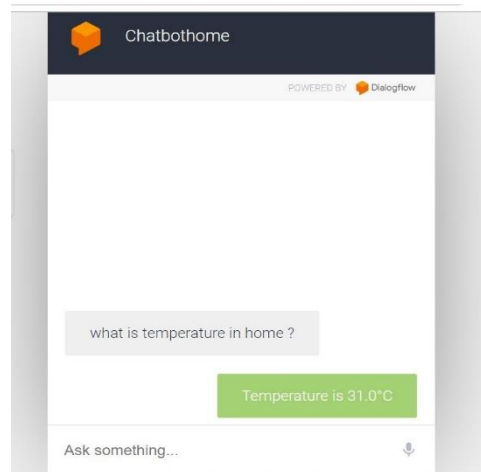 Chatbothome
POWERED BY Dialogflow
what is temperature in home ?
Temperature is 31.0°C
Ask something...